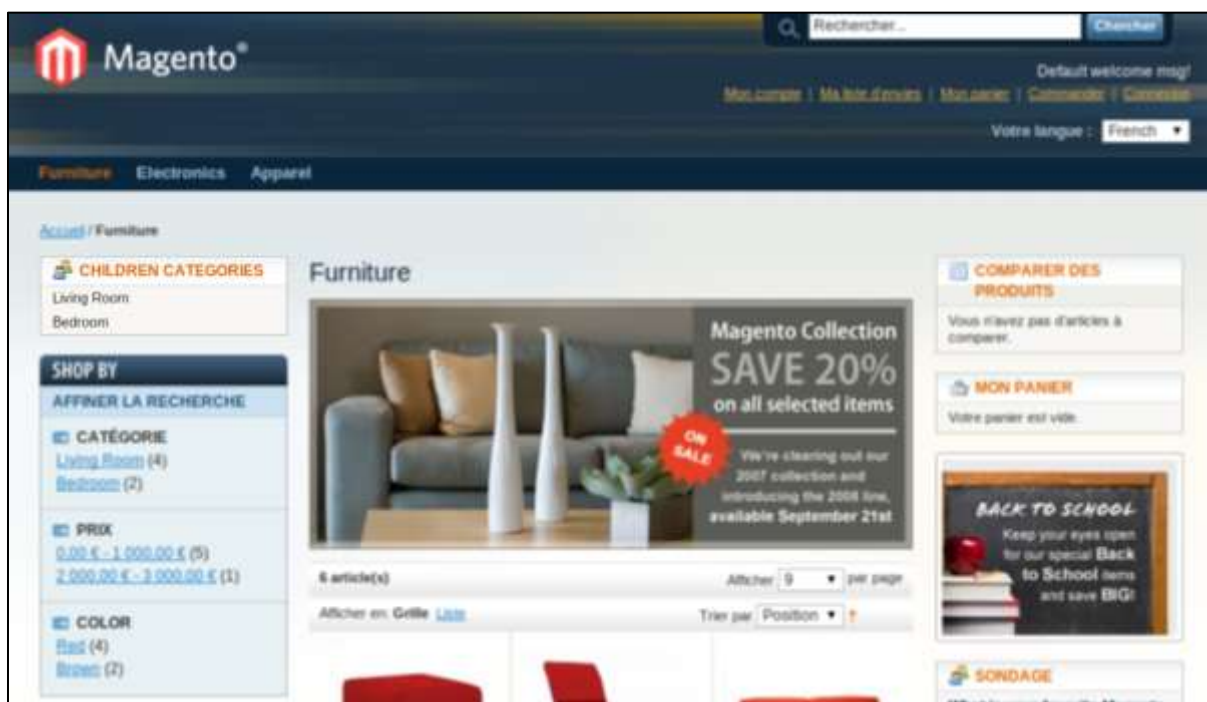 Magento®
Rechercher...
Chercher
Default welcome msg!
Mon compte | Ma liste d'envies | Mon panier | Commander | Connexion
Votre langue : French
Furniture Electronics Apparel
Accueil / Furniture
CHILDREN CATEGORIES
Living Room
Bedroom
SHOP BY
AFFINER LA RECHERCHE
CATÉGORIE
Living Room (4)
Bedroom (2)
PRIX
0,00 € - 1 000,00 € (5)
2 000,00 € - 3 000,00 € (1)
COLOR
Red (4)
Brown (2)
Furniture
Magento Collection
SAVE 20%
on all selected items
ON
SALE
We're clearing out our
2007 collection and
introducing the 2008 line,
available September 21st
6 article(s)
Afficher 9 par page
Afficher en: Grille Liste
Trier par Position
COMPARER DES
PRODUITS
Vous n'avez pas d'articles à
comparer.
MON PANIER
Votre panier est vide.
BACK TO SCHOOL
Keep your eyes open
for our special Back
to School items
and save BIG!
SONDAGE